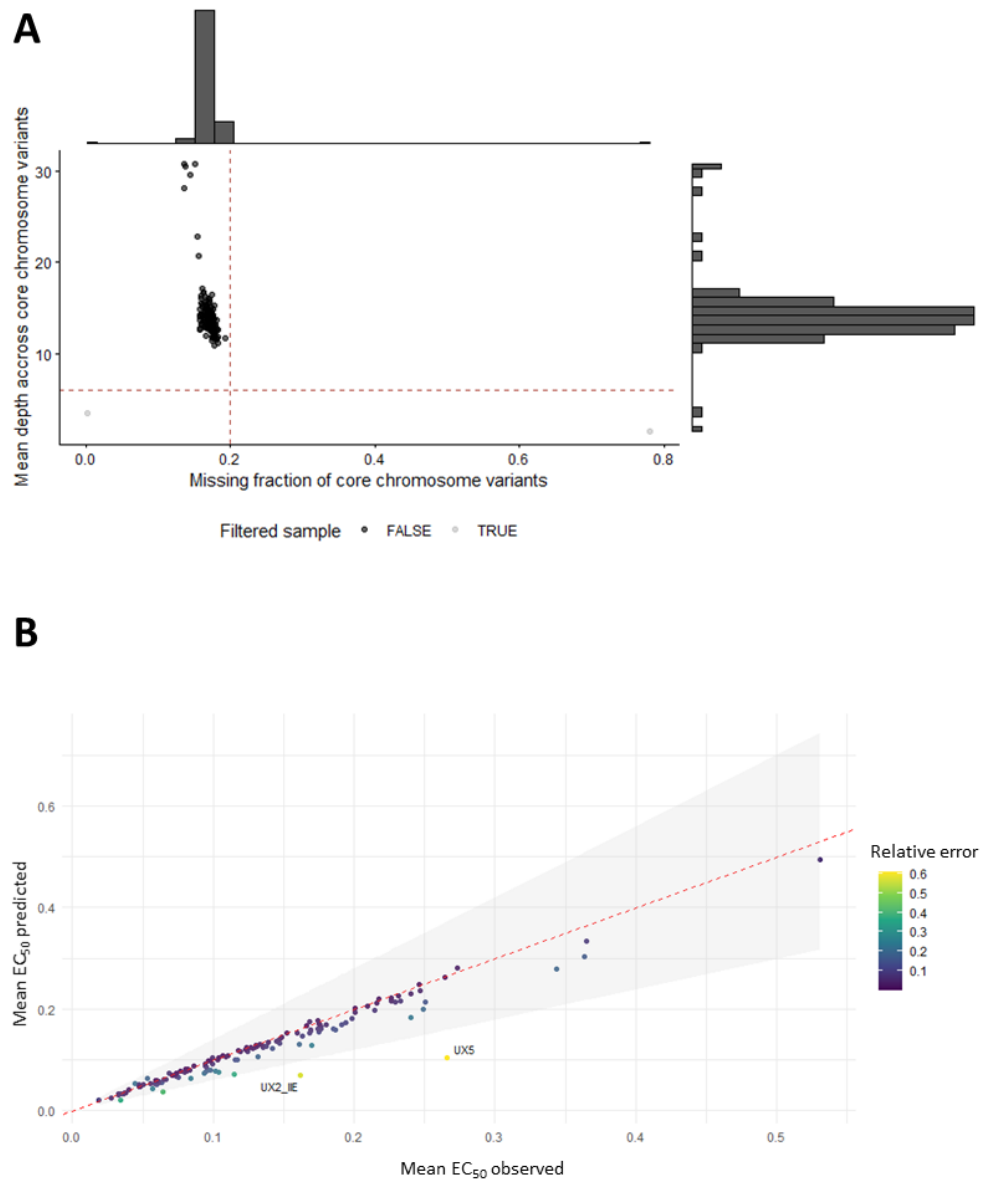 A
Mean depth accross core chromosome variants
30
20
10
0.0 0.2 0.4 0.6 0.8
Missing fraction of core chromosome variants
Filtered sample FALSE TRUE
B
Mean EC50 predicted
0.6
0.4
0.2
0.0
UX5
UX2_IE
0.0 0.1 0.2 0.3 0.4 0.5
Mean EC50 observed
Relative error
0.6
0.5
0.4
0.3
0.2
0.1